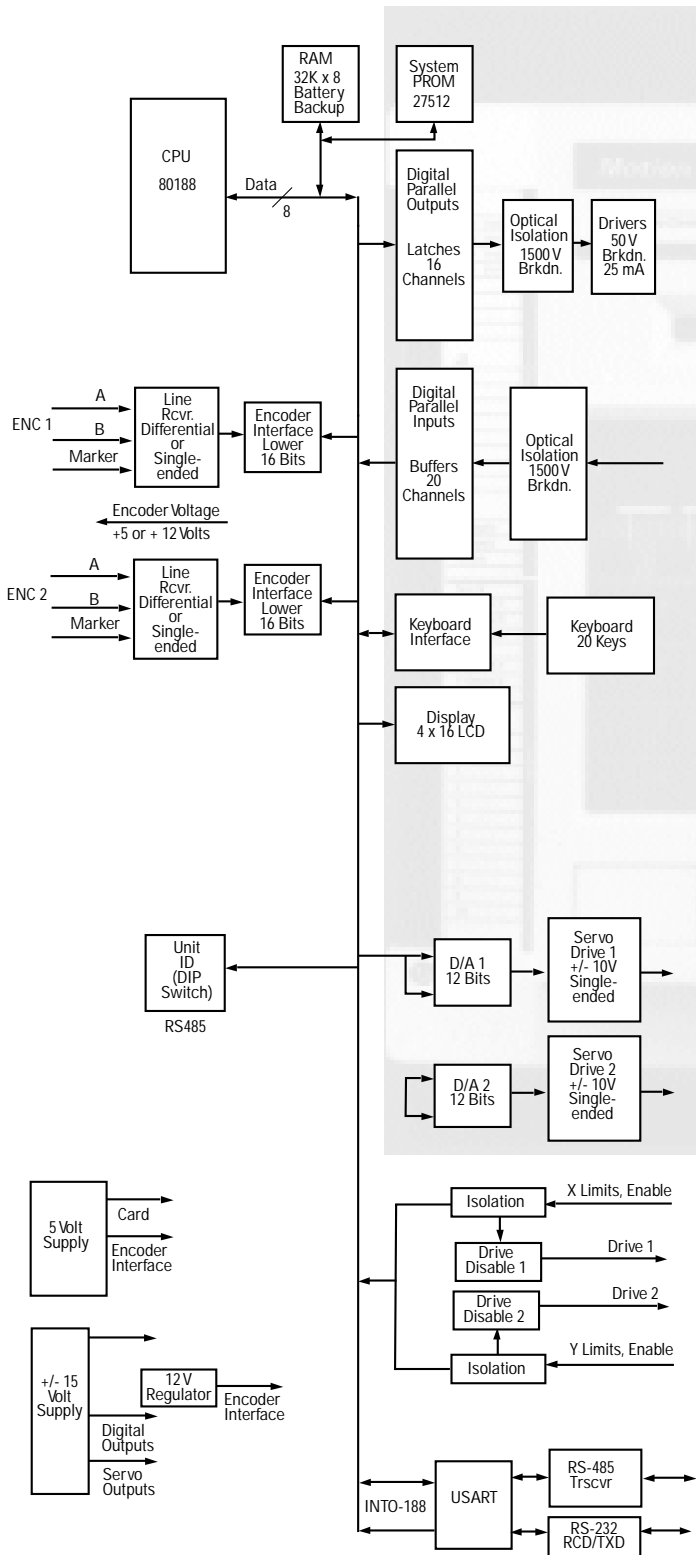 RAM
32K x 8
Battery
Backup
System
PROM
27512
CPU
80188
Data
8
Digital
Parallel
Outputs
Latches
16
Channels
Optical
Isolation
1500 V
Brkdn.
Drivers
50 V
Brkdn.
25 mA
Motion
ENC 1
A
B
Marker
Line
Rcvr.
Differential
or
Single-
ended
Encoder
Interface
Lower
16 Bits
Digital
Parallel
Inputs
Buffers
20
Channels
Optical
Isolation
1500 V
Brkdn.
Encoder Voltage
+5 or + 12 Volts
ENC 2
A
B
Marker
Line
Rcvr.
Differential
or
Single-
ended
Encoder
Interface
Lower
16 Bits
Keyboard
Interface
Keyboard
20 Keys
Display
4 x 16 LCD
Unit
ID
(DIP
Switch)
RS485
D/A 1
12 Bits
Servo
Drive 1
+/- 10V
Single-
ended
D/A 2
12 Bits
Servo
Drive 2
+/- 10V
Single-
ended
5 Volt
Supply
Card
Encoder
Interface
Isolation
X Limits, Enable
Drive
Disable 1
Drive 1
Drive
Disable 2
Drive 2
Isolation
Y Limits, Enable
+/- 15
Volt
Supply
12 V
Regulator
Encoder
Interface
Digital
Outputs
Servo
Outputs
INTO-188
USART
RS-485
Trscvr
RS-232
RCD/TXD